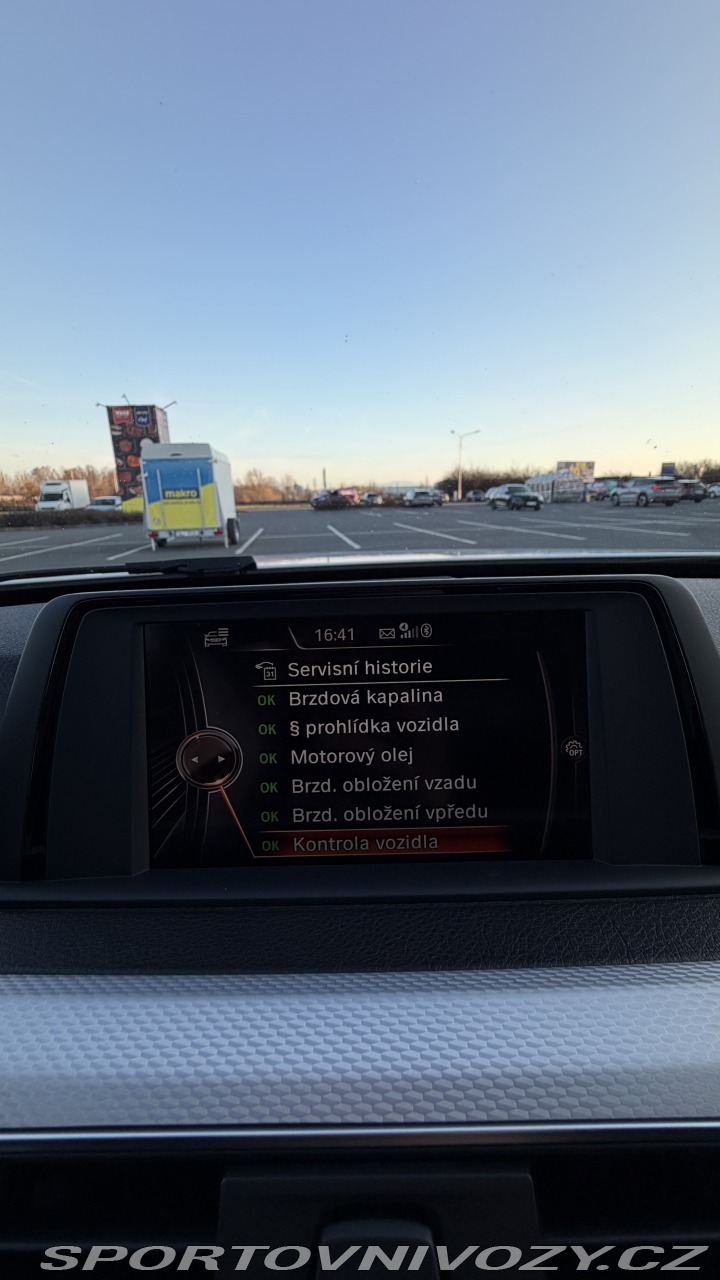 makro
16:41
31
Servisní historie
OK Brzdová kapalina
OK § prohlídka vozidla
OK Motorový olej
OPT
OK Brzd. obložení vzadu
OK Brzd. obložení vpředu
OK Kontrola vozidla
SPORTOVNIVOZY.CZ